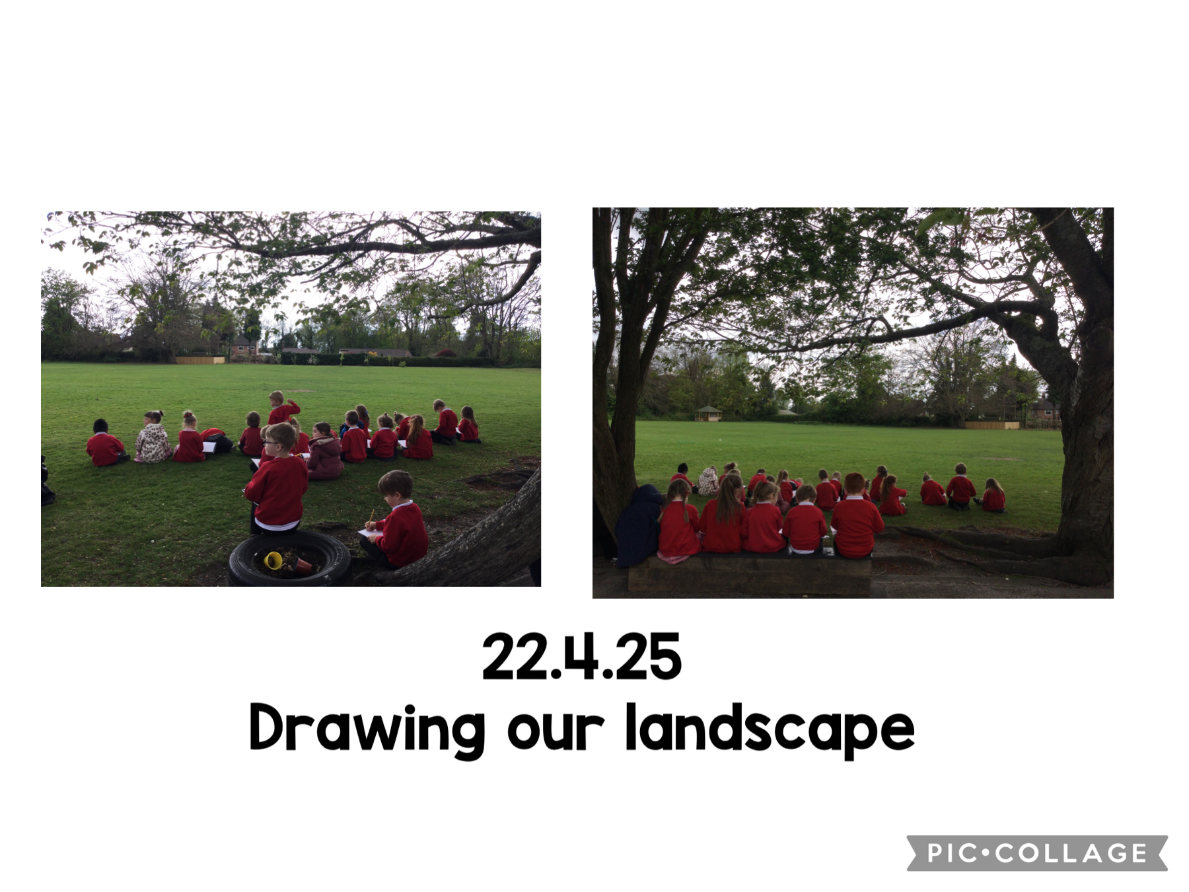 22.4.25
Drawing our landscape
PIC•COLLAGE